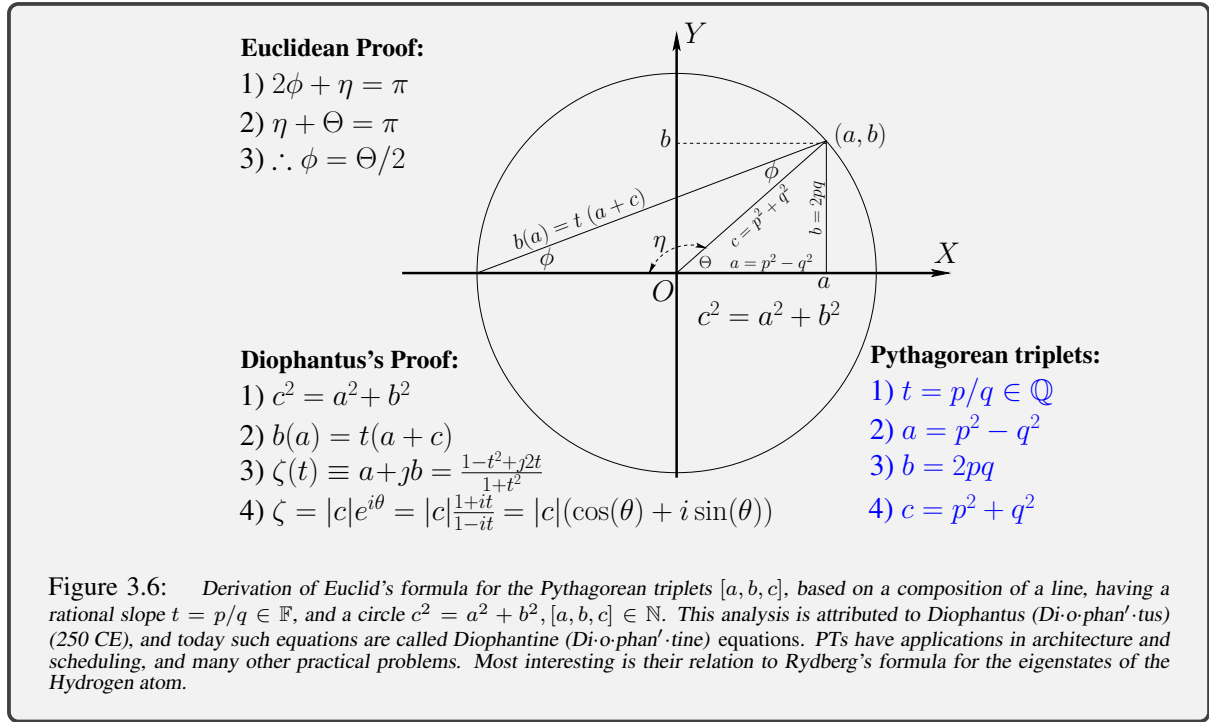 Euclidean Proof:
1) 2ϕ + η = π
2) η + Θ = π
3) ∴ ϕ = Θ/2
Y
b
(a, b)
ϕ
b(a) = t (a + c)
c = p² + q²
b = 2pq
η
ϕ
Θ
a = p² − q²
X
O
a
c² = a² + b²
Diophantus's Proof:
1) c² = a² + b²
2) b(a) = t(a + c)
3) ζ(t) ≡ a+ȷb = (1−t²+ȷ2t)/(1+t²)
4) ζ = |c|e^{iθ} = |c|(1+it)/(1−it) = |c|(cos(θ) + i sin(θ))
Pythagorean triplets:
1) t = p/q ∈ ℚ
2) a = p² − q²
3) b = 2pq
4) c = p² + q²
Figure 3.6: Derivation of Euclid's formula for the Pythagorean triplets [a, b, c], based on a composition of a line, having a
rational slope t = p/q ∈ 𝔽, and a circle c² = a² + b², [a, b, c] ∈ ℕ. This analysis is attributed to Diophantus (Di·o·phan′·tus)
(250 CE), and today such equations are called Diophantine (Di·o·phan′·tine) equations. PTs have applications in architecture and
scheduling, and many other practical problems. Most interesting is their relation to Rydberg's formula for the eigenstates of the
Hydrogen atom.